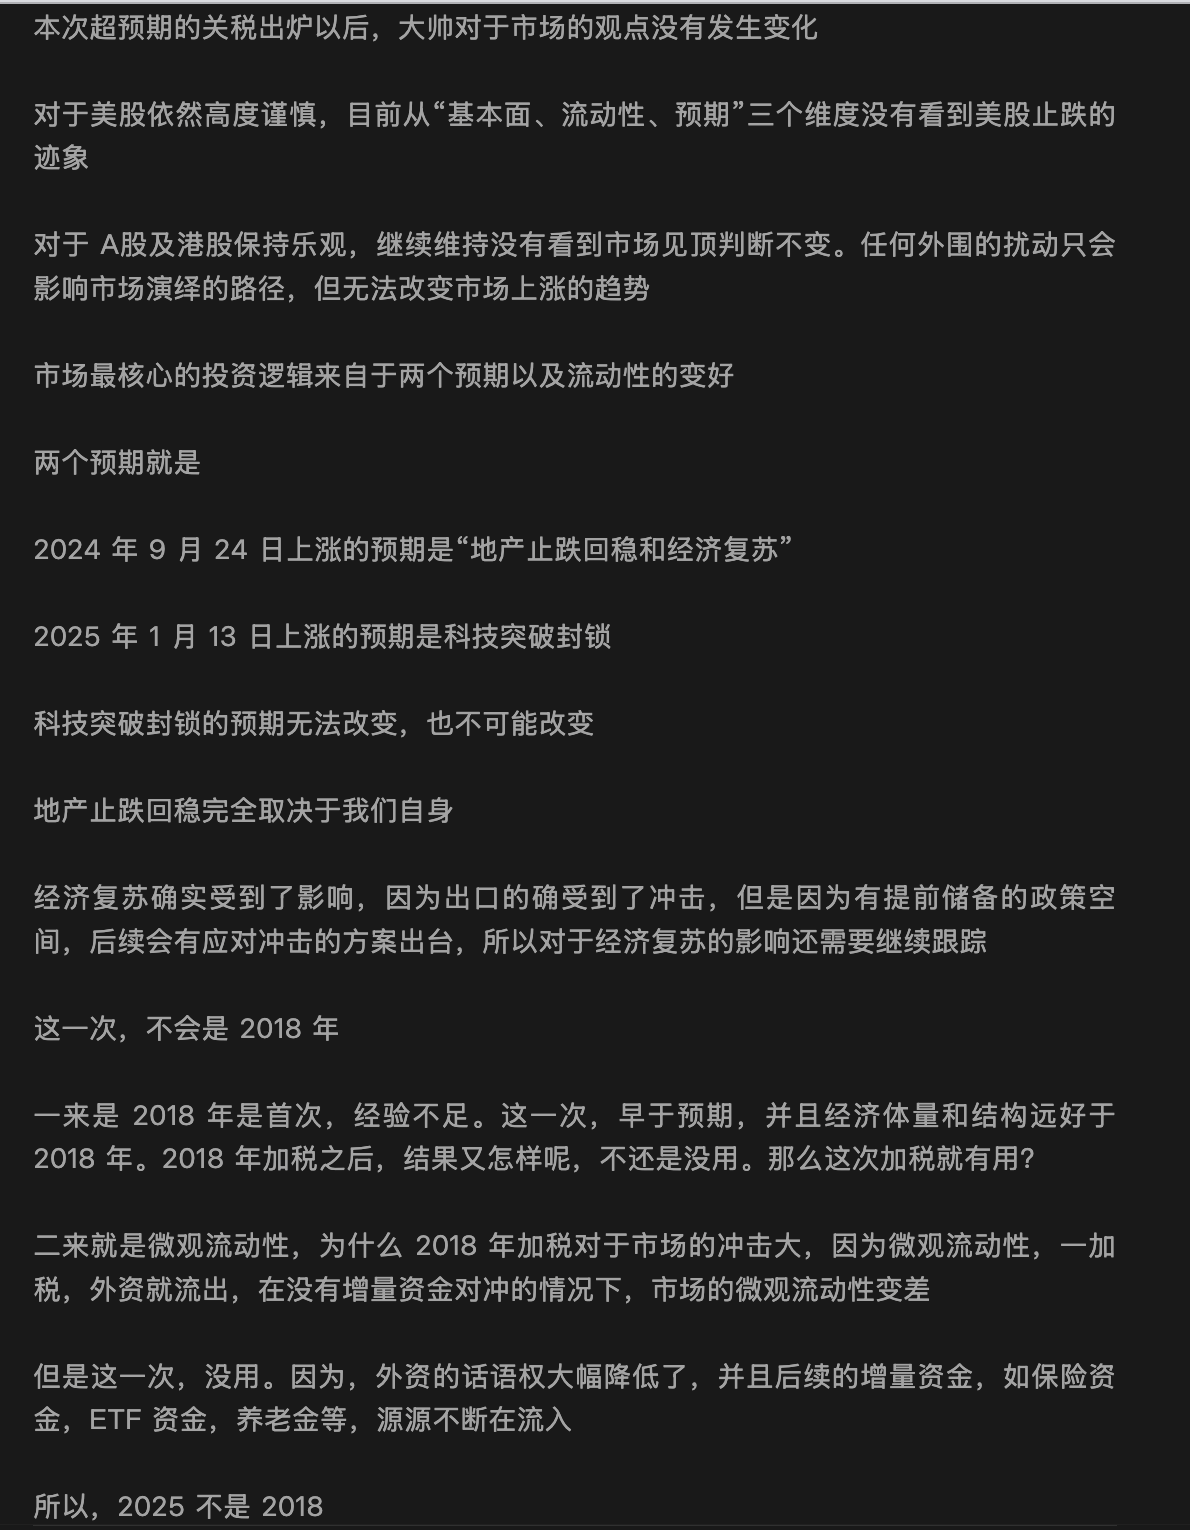 本次超预期的关税出炉以后，大帅对于市场的观点没有发生变化
对于美股依然高度谨慎，目前从“基本面、流动性、预期”三个维度没有看到美股止跌的
迹象
对于 A股及港股保持乐观，继续维持没有看到市场见顶判断不变。任何外围的扰动只会
影响市场演绎的路径，但无法改变市场上涨的趋势
市场最核心的投资逻辑来自于两个预期以及流动性的变好
两个预期就是
2024 年 9 月 24 日上涨的预期是“地产止跌回稳和经济复苏”
2025 年 1 月 13 日上涨的预期是科技突破封锁
科技突破封锁的预期无法改变，也不可能改变
地产止跌回稳完全取决于我们自身
经济复苏确实受到了影响，因为出口的确受到了冲击，但是因为有提前储备的政策空
间，后续会有应对冲击的方案出台，所以对于经济复苏的影响还需要继续跟踪
这一次，不会是 2018 年
一来是 2018 年是首次，经验不足。这一次，早于预期，并且经济体量和结构远好于
2018 年。2018 年加税之后，结果又怎样呢，不还是没用。那么这次加税就有用?
二来就是微观流动性，为什么 2018 年加税对于市场的冲击大，因为微观流动性，一加
税，外资就流出，在没有增量资金对冲的情况下，市场的微观流动性变差
但是这一次，没用。因为，外资的话语权大幅降低了，并且后续的增量资金，如保险资
金，ETF 资金，养老金等，源源不断在流入
所以，2025 不是 2018